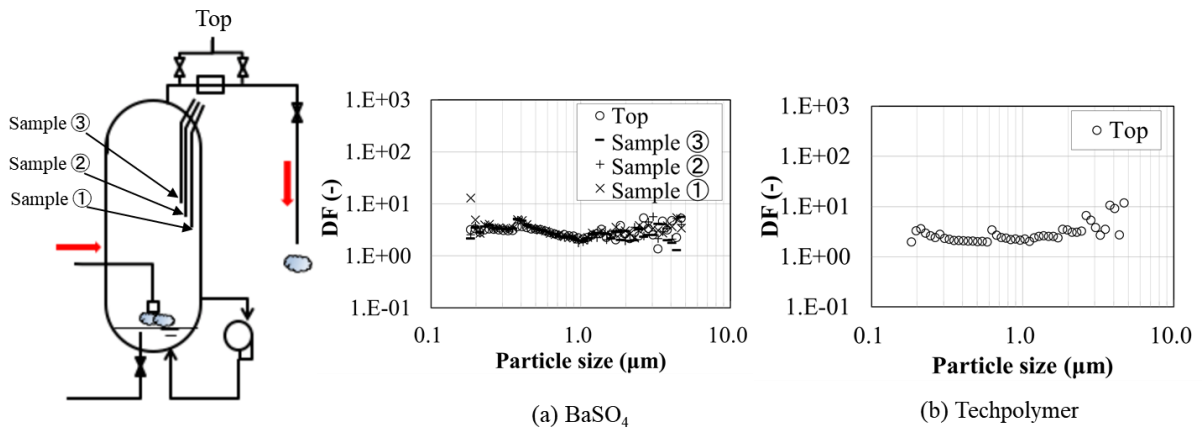 Top
Sample ③
Sample ②
Sample ①
1.E+03
1.E+02
1.E+01
1.E+00
1.E-01
DF (-)
Top
Sample ③
Sample ②
Sample ①
0.1
1.0
10.0
Particle size (μm)
(a) BaSO₄
1.E+03
1.E+02
1.E+01
1.E+00
1.E-01
DF (-)
Top
0.1
1.0
10.0
Particle size (μm)
(b) Techpolymer